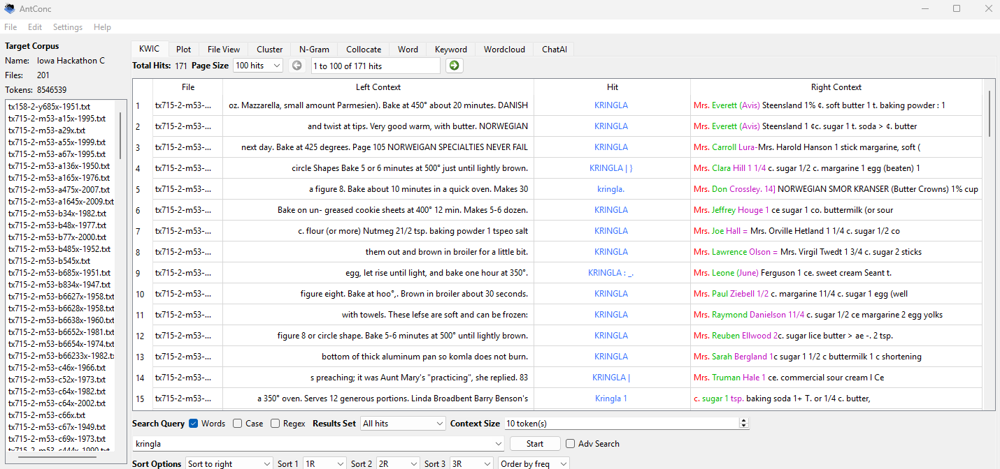 AntConc
File Edit Settings Help
Target Corpus
Name: Iowa Hackathon C
Files: 201
Tokens: 8546539
tx158-2-y685x-1951.txt
tx715-2-m53-a15x-1995.txt
tx715-2-m53-a29x.txt
tx715-2-m53-a55x-1999.txt
tx715-2-m53-a67x-1995.txt
tx715-2-m53-a136x-1950.txt
tx715-2-m53-a165x-1976.txt
tx715-2-m53-a475x-2007.txt
tx715-2-m53-a1645x-2009.txt
tx715-2-m53-b34x-1982.txt
tx715-2-m53-b48x-1977.txt
tx715-2-m53-b77x-2000.txt
tx715-2-m53-b485x-1952.txt
tx715-2-m53-b545x.txt
tx715-2-m53-b685x-1951.txt
tx715-2-m53-b834x-1947.txt
tx715-2-m53-b6627x-1958.txt
tx715-2-m53-b6628x-1958.txt
tx715-2-m53-b6638x-1960.txt
tx715-2-m53-b6652x-1981.txt
tx715-2-m53-b6654x-1974.txt
tx715-2-m53-b66233x-1982.t
tx715-2-m53-c46x-1966.txt
tx715-2-m53-c52x-1973.txt
tx715-2-m53-c64x-1982.txt
tx715-2-m53-c64x-2002.txt
tx715-2-m53-c66x.txt
tx715-2-m53-c67x-1949.txt
tx715-2-m53-c69x-1973.txt
tx715-2-m53-c444x-1990.txt
KWIC Plot File View Cluster N-Gram Collocate Word Keyword Wordcloud ChatAI
Total Hits: 171 Page Size 100 hits 1 to 100 of 171 hits
File Left Context Hit Right Context
1 tx715-2-m53-... oz. Mazzarella, small amount Parmesien). Bake at 450° about 20 minutes. DANISH KRINGLA Mrs. Everett (Avis) Steensland 1% ¢. soft butter 1 t. baking powder : 1
2 tx715-2-m53-... and twist at tips. Very good warm, with butter. NORWEGIAN KRINGLA Mrs. Everett (Avis) Steensland 1 ¢c. sugar 1 t. soda > ¢. butter
3 tx715-2-m53-... next day. Bake at 425 degrees. Page 105 NORWEIGAN SPECIALTIES NEVER FAIL KRINGLA Mrs. Carroll Lura-Mrs. Harold Hanson 1 stick margarine, soft (
4 tx715-2-m53-... circle Shapes Bake 5 or 6 minutes at 500° just until lightly brown. KRINGLA | } Mrs. Clara Hill 1 1/4 c. sugar 1/2 c. margarine 1 egg (beaten) 1
5 tx715-2-m53-... a figure 8. Bake about 10 minutes in a quick oven. Makes 30 kringla. Mrs. Don Crossley. 14] NORWEGIAN SMOR KRANSER (Butter Crowns) 1% cup
6 tx715-2-m53-... Bake on un- greased cookie sheets at 400° 12 min. Makes 5-6 dozen. KRINGLA Mrs. Jeffrey Houge 1 ce sugar 1 co. buttermilk (or sour
7 tx715-2-m53-... c. flour (or more) Nutmeg 21/2 tsp. baking powder 1 tspeo salt KRINGLA Mrs. Joe Hall = Mrs. Orville Hetland 1 1/4 c. sugar 1/2 co
8 tx715-2-m53-... them out and brown in broiler for a little bit. KRINGLA Mrs. Lawrence Olson = Mrs. Virgil Twedt 1 3/4 c. sugar 2 sticks
9 tx715-2-m53-... egg, let rise until light, and bake one hour at 350°. KRINGLA : _. Mrs. Leone (June) Ferguson 1 ce. sweet cream Seant t.
10 tx715-2-m53-... figure eight. Bake at hoo°,. Brown in broiler about 30 seconds. KRINGLA Mrs. Paul Ziebell 1/2 c. margarine 11/4 c. sugar 1 egg (well
11 tx715-2-m53-... with towels. These lefse are soft and can be frozen: KRINGLA Mrs. Raymond Danielson 11/4 c. sugar 1/2 ce margarine 2 egg yolks
12 tx715-2-m53-... figure 8 or circle shape. Bake 5-6 minutes at 500° until lightly brown. KRINGLA Mrs. Reuben Ellwood 2c. sugar lice butter > ae -. 2 tsp.
13 tx715-2-m53-... bottom of thick aluminum pan so komla does not burn. KRINGLA Mrs. Sarah Bergland 1c sugar 1 1/2 c buttermilk 1 c shortening
14 tx715-2-m53-... s preaching; it was Aunt Mary's "practicing", she replied. 83 KRINGLA | Mrs. Truman Hale 1 ce. commercial sour cream I Ce
15 tx715-2-m53-... a 350° oven. Serves 12 generous portions. Linda Broadbent Barry Benson's Kringla 1 c. sugar 1 tsp. baking soda 1+ T. or 1/4 c. butter,
Search Query Words Case Regex Results Set All hits Context Size 10 token(s)
kringla Start Adv Search
Sort Options Sort to right Sort 1 1R Sort 2 2R Sort 3 3R Order by freq